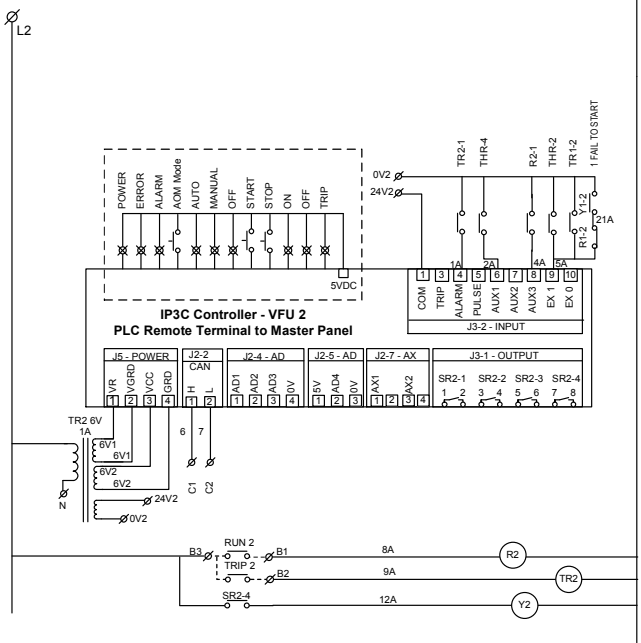 L2
POWER
ERROR
ALARM
AOM Mode
AUTO
MANUAL
OFF
START
STOP
ON
OFF
TRIP
5VDC
0V2
24V2
TR2-1
THR-4
R2-1
THR-2
TR1-2
1 FAIL TO START
Y1-2
R1-2
21A
1A
2A
4A
5A
1 3 4 5 6 7 8 9 10
COM
TRIP
ALARM
PULSE
AUX1
AUX2
AUX3
EX 1
EX 0
J3-2 - INPUT
IP3C Controller - VFU 2
PLC Remote Terminal to Master Panel
J5 - POWER
VR
VGRD
VCC
GRD
1 2 3 4
J2-2
CAN
H
L
1 2
J2-4 - AD
AD1
AD2
AD3
0V
1 2 3 4
J2-5 - AD
5V
AD4
0V
1 2 3
J2-7 - AX
AX1
AX2
1 2 3 4
J3-1 - OUTPUT
SR2-1 SR2-2 SR2-3 SR2-4
1 2 3 4 5 6 7 8
TR2 6V
1A
6V1
6V1
6V2
6V2
24V2
0V2
N
6
7
C1
C2
B3
RUN 2
B1
8A
R2
TRIP 2
B2
9A
TR2
SR2-4
12A
Y2